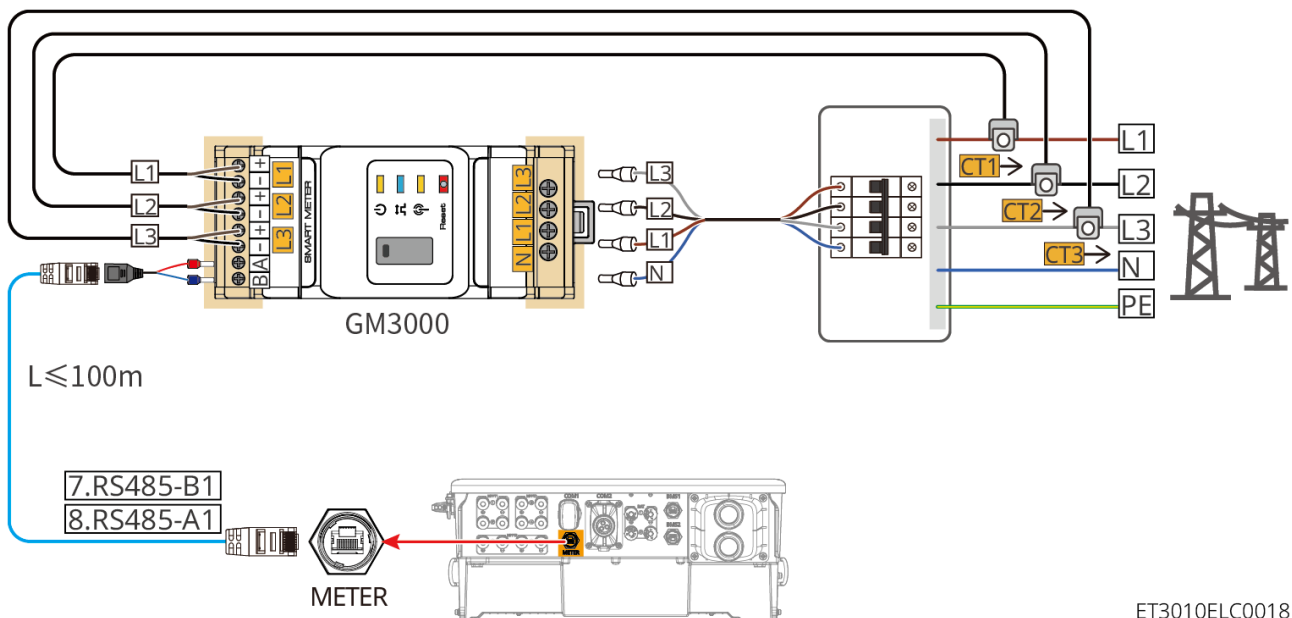 L1
L2
L3
+
-
+
-
+
-
A
B
L1
L2
L3
SMART METER
Reset
L3
L2
L1
N
L3
L2
L1
N
GM3000
CT1
CT2
CT3
L1
L2
L3
N
PE
L≤100m
7.RS485-B1
8.RS485-A1
METER
COM1
COM2
METER
ET3010ELC0018